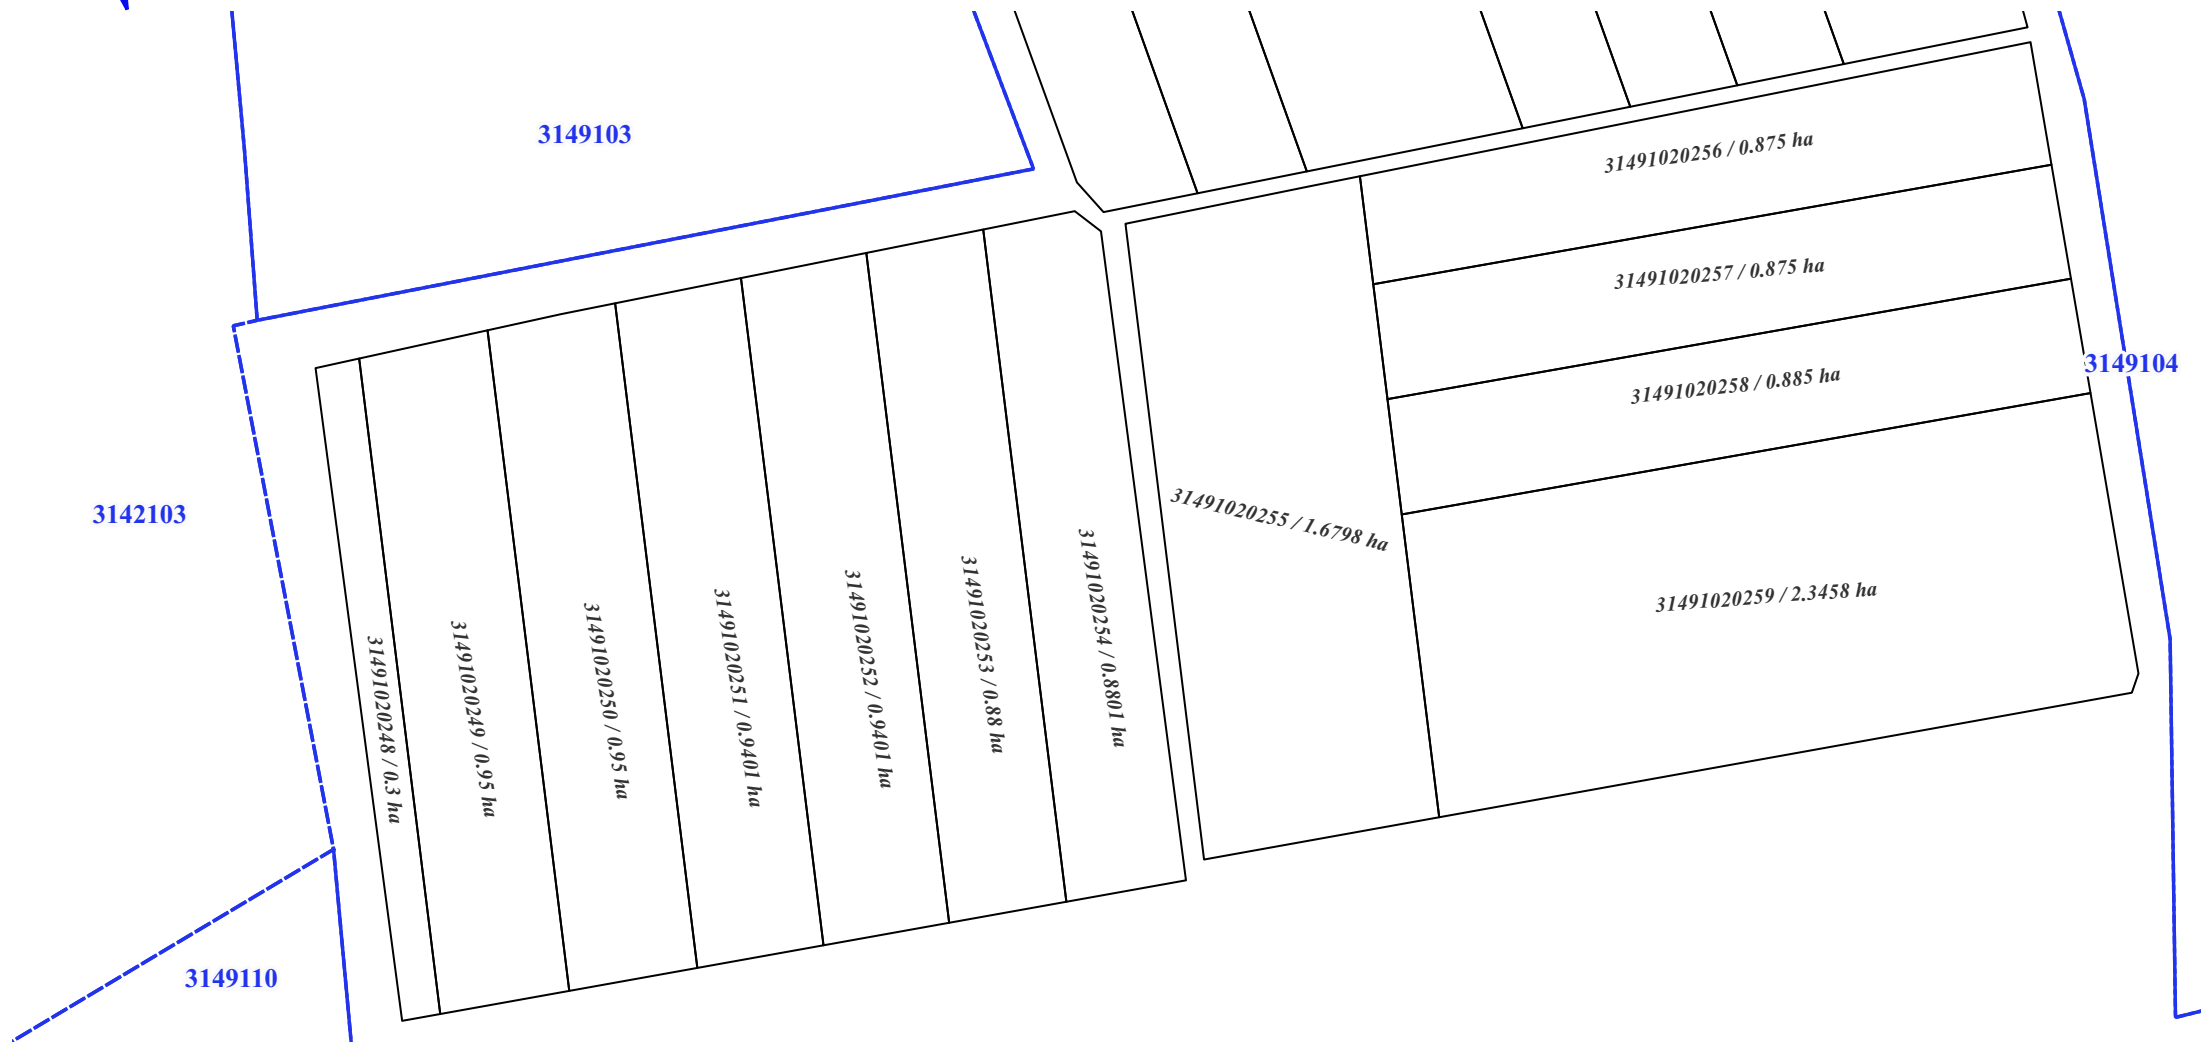 3149103
31491020256 / 0.875 ha
31491020257 / 0.875 ha
3149104
31491020258 / 0.885 ha
3142103
31491020255 / 1.6798 ha
31491020259 / 2.3458 ha
31491020248 / 0.3 ha
31491020249 / 0.95 ha
31491020250 / 0.95 ha
31491020251 / 0.9401 ha
31491020252 / 0.9401 ha
31491020253 / 0.88 ha
31491020254 / 0.8801 ha
3149110